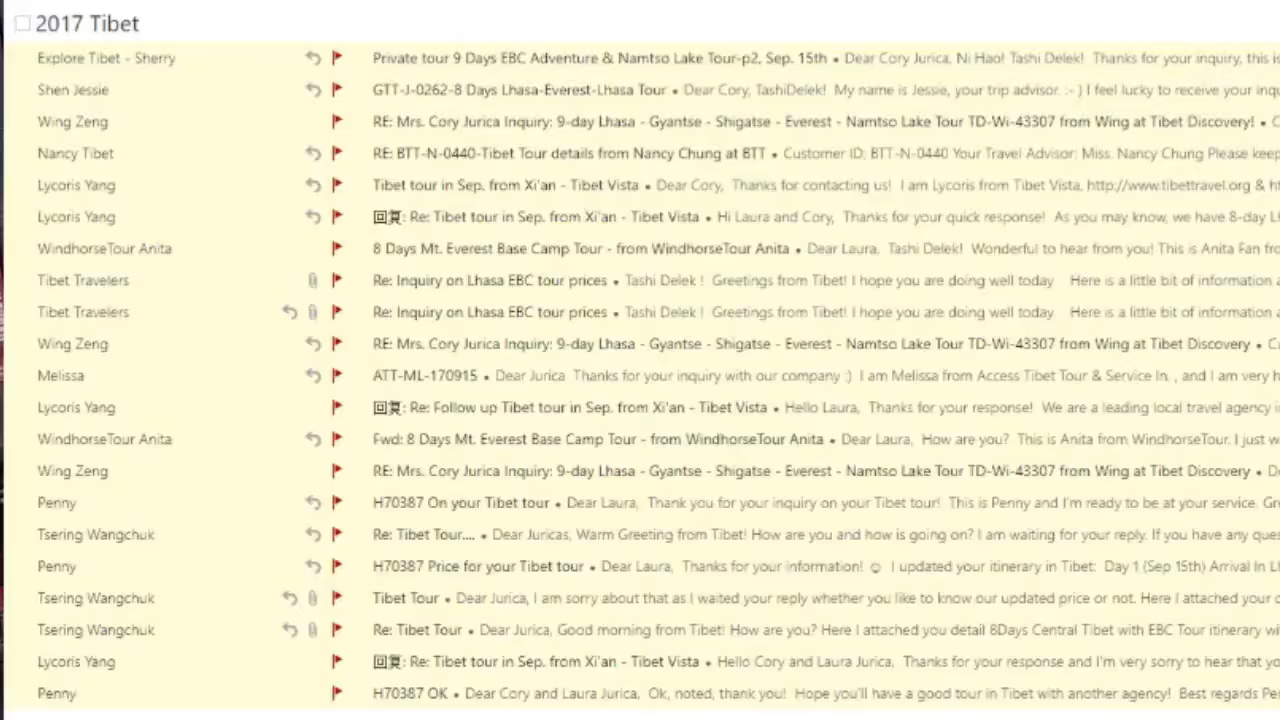 2017 Tibet
Explore Tibet - Sherry Private tour 9 Days EBC Adventure & Namtso Lake Tour-p2, Sep. 15th • Dear Cory Jurica, Ni Hao! Tashi Delek! Thanks for your inquiry, this is
Shen Jessie GTT-J-0262-8 Days Lhasa-Everest-Lhasa Tour • Dear Cory, TashiDelek! My name is Jessie, your trip advisor. :- ) I feel lucky to receive your inqu
Wing Zeng RE: Mrs. Cory Jurica Inquiry: 9-day Lhasa - Gyantse - Shigatse - Everest - Namtso Lake Tour TD-Wi-43307 from Wing at Tibet Discovery! • C
Nancy Tibet RE: BTT-N-0440-Tibet Tour details from Nancy Chung at BTT • Customer ID: BTT-N-0440 Your Travel Advisor: Miss. Nancy Chung Please keep
Lycoris Yang Tibet tour in Sep. from Xi'an - Tibet Vista • Dear Cory, Thanks for contacting us! I am Lycoris from Tibet Vista, http://www.tibettravel.org & ht
Lycoris Yang 回复: Re: Tibet tour in Sep. from Xi'an - Tibet Vista • Hi Laura and Cory, Thanks for your quick response! As you may know, we have 8-day Lh
WindhorseTour Anita 8 Days Mt. Everest Base Camp Tour - from WindhorseTour Anita • Dear Laura, Tashi Delek! Wonderful to hear from you! This is Anita Fan fro
Tibet Travelers Re: Inquiry on Lhasa EBC tour prices • Tashi Delek ! Greetings from Tibet! I hope you are doing well today Here is a little bit of information a
Tibet Travelers Re: Inquiry on Lhasa EBC tour prices • Tashi Delek ! Greetings from Tibet! I hope you are doing well today Here is a little bit of information a
Wing Zeng RE: Mrs. Cory Jurica Inquiry: 9-day Lhasa - Gyantse - Shigatse - Everest - Namtso Lake Tour TD-Wi-43307 from Wing at Tibet Discovery • Co
Melissa ATT-ML-170915 • Dear Jurica Thanks for your inquiry with our company :) I am Melissa from Access Tibet Tour & Service In. , and I am very h
Lycoris Yang 回复: Re: Follow up Tibet tour in Sep. from Xi'an - Tibet Vista • Hello Laura, Thanks for your response! We are a leading local travel agency i
WindhorseTour Anita Fwd: 8 Days Mt. Everest Base Camp Tour - from WindhorseTour Anita • Dear Laura, How are you? This is Anita from WindhorseTour. I just w
Wing Zeng RE: Mrs. Cory Jurica Inquiry: 9-day Lhasa - Gyantse - Shigatse - Everest - Namtso Lake Tour TD-Wi-43307 from Wing at Tibet Discovery • D
Penny H70387 On your Tibet tour • Dear Laura, Thank you for your inquiry on your Tibet tour! This is Penny and I'm ready to be at your service. Gr
Tsering Wangchuk Re: Tibet Tour.... • Dear Juricas, Warm Greeting from Tibet! How are you and how is going on? I am waiting for your reply. If you have any ques
Penny H70387 Price for your Tibet tour • Dear Laura, Thanks for your information! ☺ I updated your itinerary in Tibet: Day 1 (Sep 15th) Arrival In Lh
Tsering Wangchuk Tibet Tour • Dear Jurica, I am sorry about that as I waited your reply whether you like to know our updated price or not. Here I attached your d
Tsering Wangchuk Re: Tibet Tour • Dear Jurica, Good morning from Tibet! How are you? Here I attached you detail 8Days Central Tibet with EBC Tour itinerary wi
Lycoris Yang 回复: Re: Tibet tour in Sep. from Xi'an - Tibet Vista • Hello Cory and Laura Jurica, Thanks for your response and I'm very sorry to hear that yo
Penny H70387 OK • Dear Cory and Laura Jurica, Ok, noted, thank you! Hope you'll have a good tour in Tibet with another agency! Best regards Pe